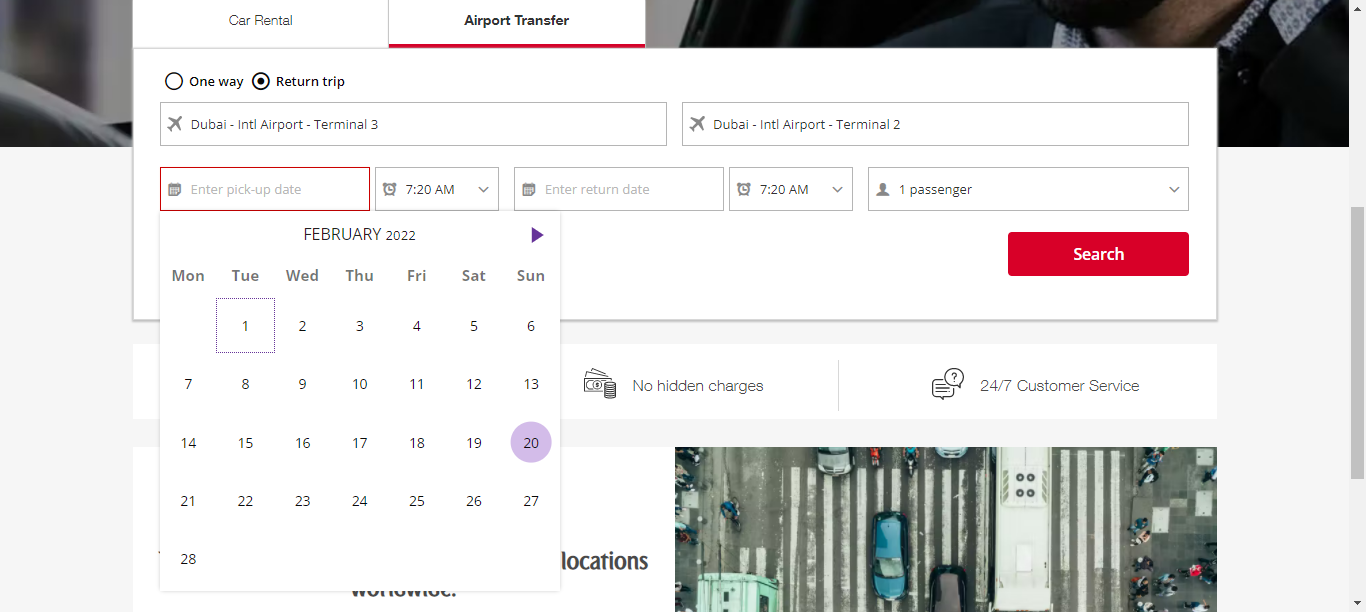 Car Rental
Airport Transfer
One way Return trip
Dubai - Intl Airport - Terminal 3
Dubai - Intl Airport - Terminal 2
Enter pick-up date
7:20 AM
Enter return date
7:20 AM
1 passenger
FEBRUARY 2022
Search
Mon Tue Wed Thu Fri Sat Sun
1 2 3 4 5 6
7 8 9 10 11 12 13
14 15 16 17 18 19 20
21 22 23 24 25 26 27
28
No hidden charges
24/7 Customer Service
locations
worldwide.